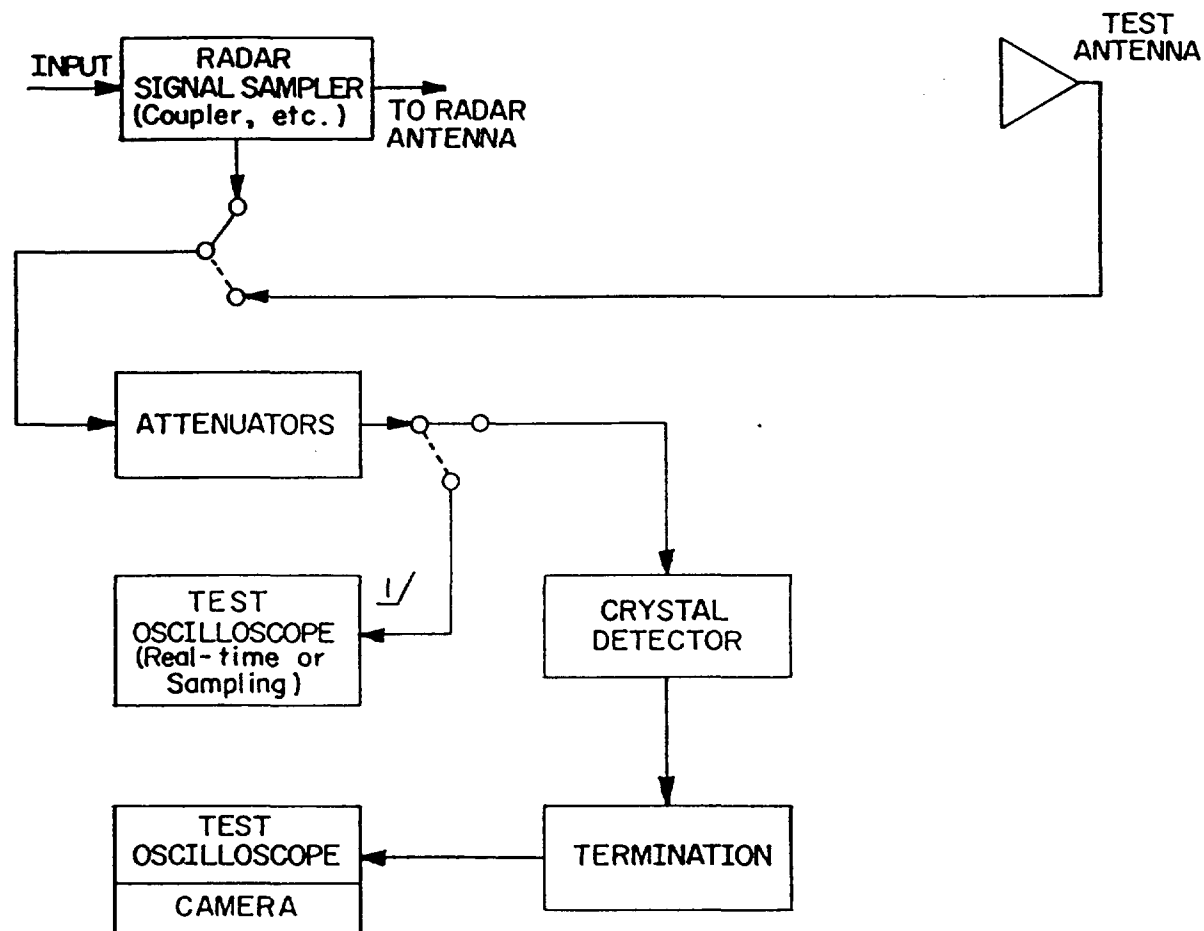 INPUT
RADAR
SIGNAL SAMPLER
(Coupler, etc.)
TO RADAR
ANTENNA
TEST
ANTENNA
ATTENUATORS
TEST
OSCILLOSCOPE
(Real-time or
Sampling)
1/
CRYSTAL
DETECTOR
TEST
OSCILLOSCOPE
CAMERA
TERMINATION